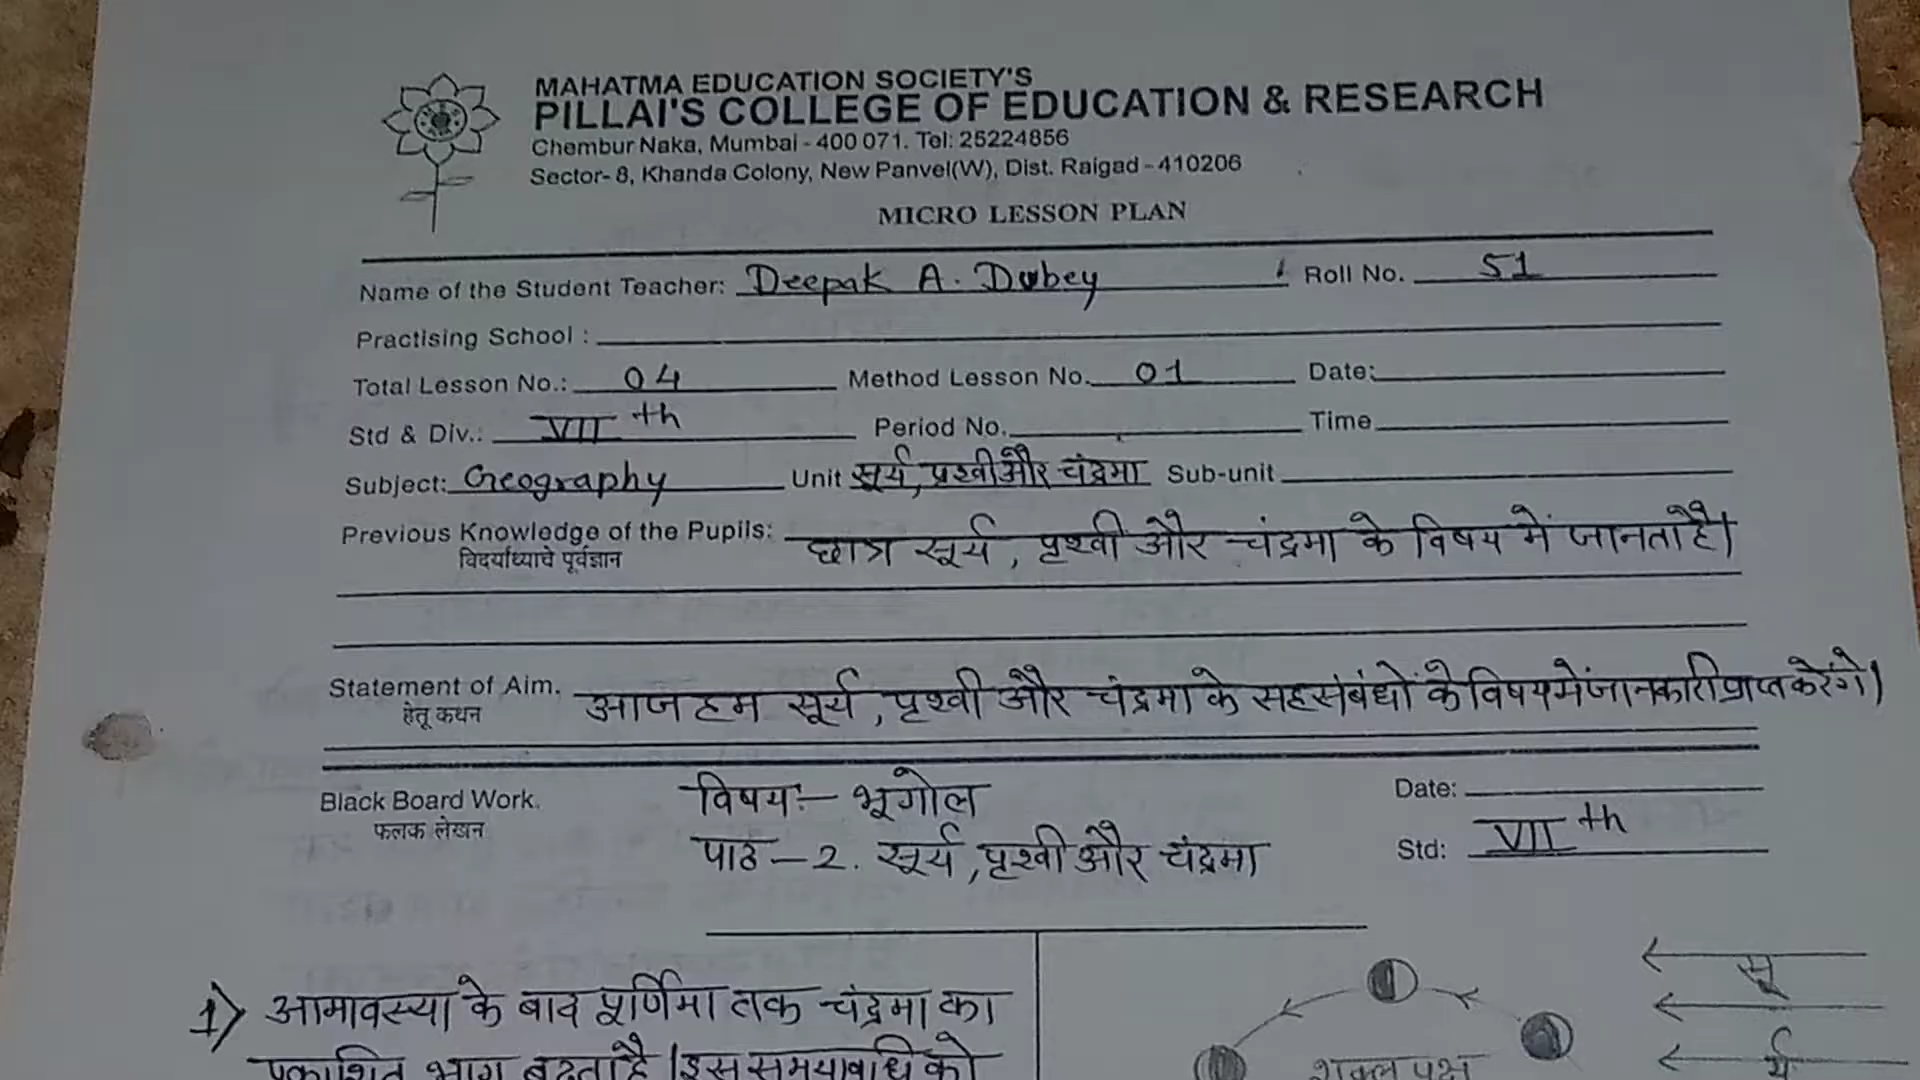 MAHATMA EDUCATION SOCIETY'S
PILLAI'S COLLEGE OF EDUCATION & RESEARCH
Chembur Naka, Mumbai - 400 071. Tel: 25224856
Sector- 8, Khanda Colony, New Panvel(W), Dist. Raigad - 410206
MICRO LESSON PLAN
Name of the Student Teacher: Deepak A. Dubey Roll No. 51
Practising School :
Total Lesson No.: 04 Method Lesson No. 01 Date:
Std & Div.: VII th Period No. Time
Subject: Geography Unit सूर्य, पृथ्वी और चंद्रमा Sub-unit
Previous Knowledge of the Pupils: छात्र सूर्य, पृथ्वी और चंद्रमा के विषय में जानता है।
विदर्याथ्याचे पूर्वज्ञान
Statement of Aim. आज हम सूर्य, पृथ्वी और चंद्रमा के सहसंबंधों के विषय में जानकारी प्राप्त करेंगे।
हेतू कथन
Black Board Work. विषय :- भूगोल Date:
फलक लेखन
पाठ - 2. सूर्य, पृथ्वी और चंद्रमा Std: VII th
1) आमावस्या के बाद पूर्णिमा तक चंद्रमा का
प्रकाशित भाग बढ़ता है। इस समयावधि को
शुक्ल पक्ष
सूर्य